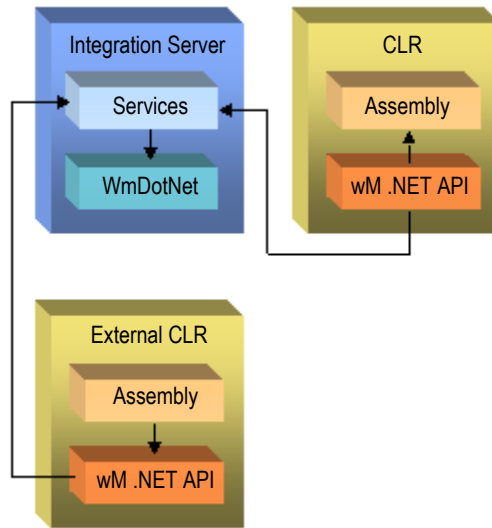 Integration Server
Services
WmDotNet
CLR
Assembly
wM .NET API
External CLR
Assembly
wM .NET API